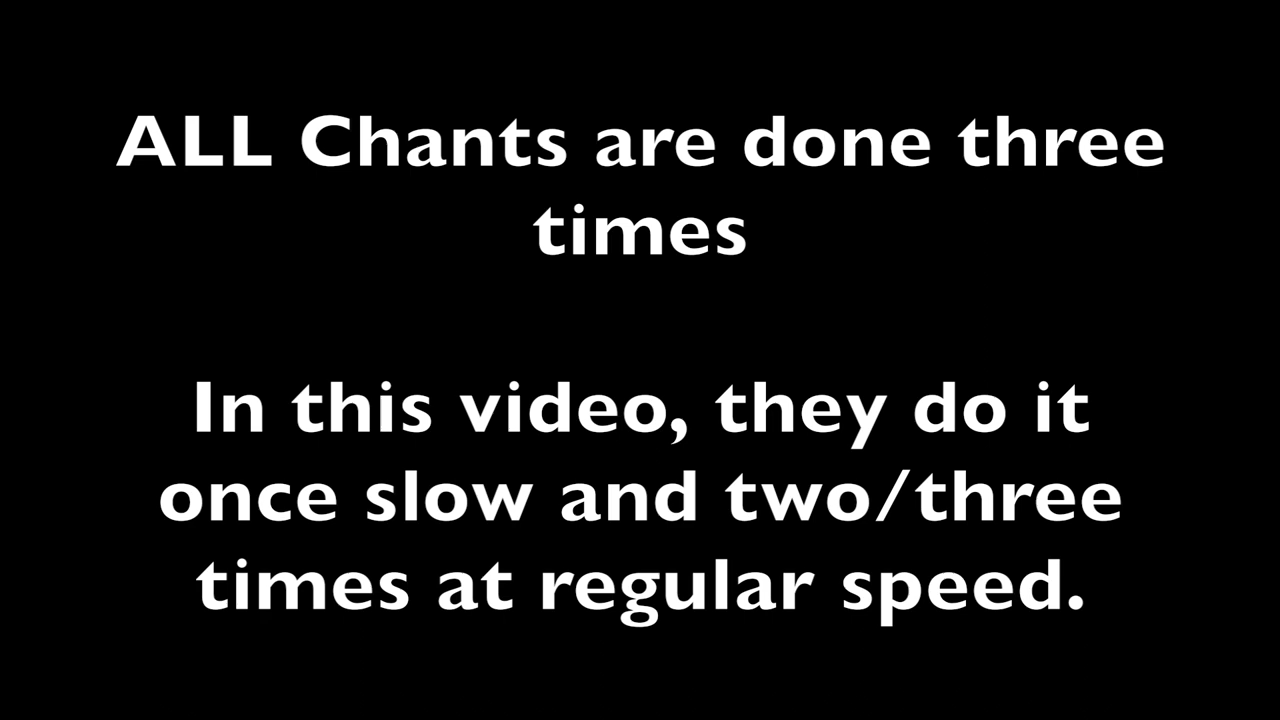 ALL Chants are done three
times
In this video, they do it
once slow and two/three
times at regular speed.